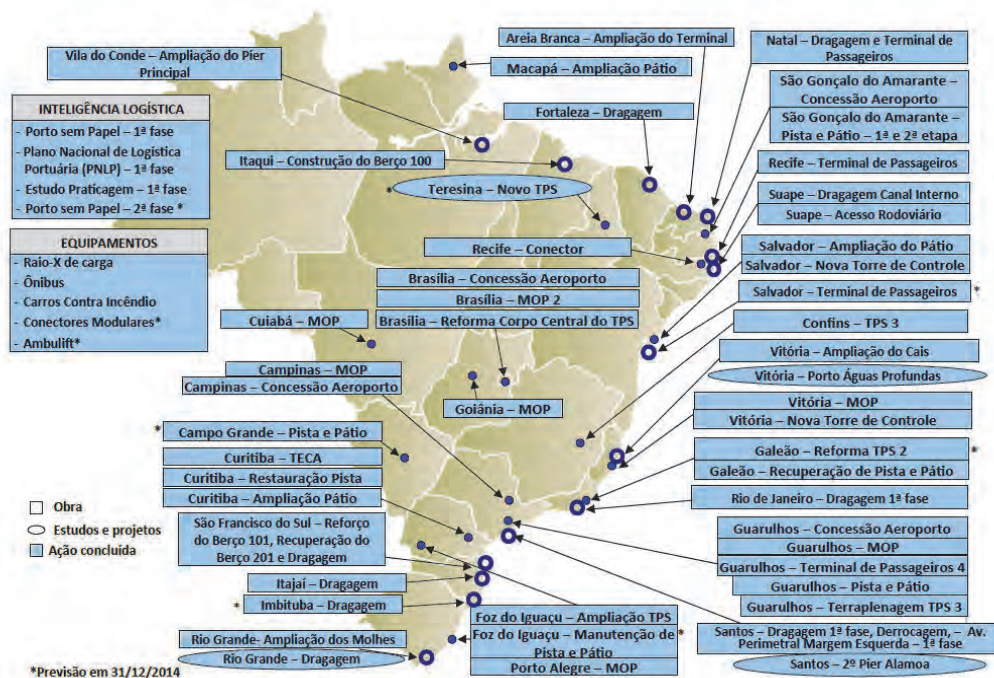 Areia Branca – Ampliação do Terminal
Natal – Dragagem e Terminal de
Passageiros
Vila do Conde – Ampliação do Píer
Principal
Macapá – Ampliação Pátio
São Gonçalo do Amarante –
Concessão Aeroporto
São Gonçalo do Amarante –
Pista e Pátio – 1ª e 2ª etapa
INTELIGÊNCIA LOGÍSTICA
- Porto sem Papel – 1ª fase
- Plano Nacional de Logística
Portuária (PNLP) – 1ª fase
- Estudo Praticagem – 1ª fase
- Porto sem Papel – 2ª fase *
Fortaleza – Dragagem
Itaqui – Construção do Berço 100
* Teresina – Novo TPS
Recife – Terminal de Passageiros
Suape – Dragagem Canal Interno
Suape – Acesso Rodoviário
EQUIPAMENTOS
- Raio-X de carga
- Ônibus
- Carros Contra Incêndio
- Conectores Modulares*
- Ambulift*
Recife – Conector
Salvador – Ampliação do Pátio
Salvador – Nova Torre de Controle
Salvador – Terminal de Passageiros *
Brasília – Concessão Aeroporto
Brasília – MOP 2
Brasília – Reforma Corpo Central do TPS
Cuiabá – MOP
Confins – TPS 3
Campinas – MOP
Campinas – Concessão Aeroporto
Goiânia – MOP
Vitória – Ampliação do Cais
Vitória – Porto Águas Profundas
Vitória – MOP
Vitória – Nova Torre de Controle
* Campo Grande – Pista e Pátio
Curitiba – TECA
Curitiba – Restauração Pista
Curitiba – Ampliação Pátio
Galeão – Reforma TPS 2 *
Galeão – Recuperação de Pista e Pátio
Rio de Janeiro – Dragagem 1ª fase
Obra
Estudos e projetos
Ação concluída
São Francisco do Sul – Reforço
do Berço 101, Recuperação do
Berço 201 e Dragagem
Itajaí – Dragagem
* Imbituba – Dragagem
Guarulhos – Concessão Aeroporto
Guarulhos – MOP
Guarulhos – Terminal de Passageiros 4
Guarulhos – Pista e Pátio
Guarulhos – Terraplenagem TPS 3
Rio Grande- Ampliação dos Molhes
Rio Grande – Dragagem
Foz do Iguaçu – Ampliação TPS
Foz do Iguaçu – Manutenção de *
Pista e Pátio
Porto Alegre – MOP
Santos – Dragagem 1ª fase, Derrocagem, – Av.
Perimetral Margem Esquerda – 1ª fase
Santos – 2º Píer Alamoa
*Previsão em 31/12/2014